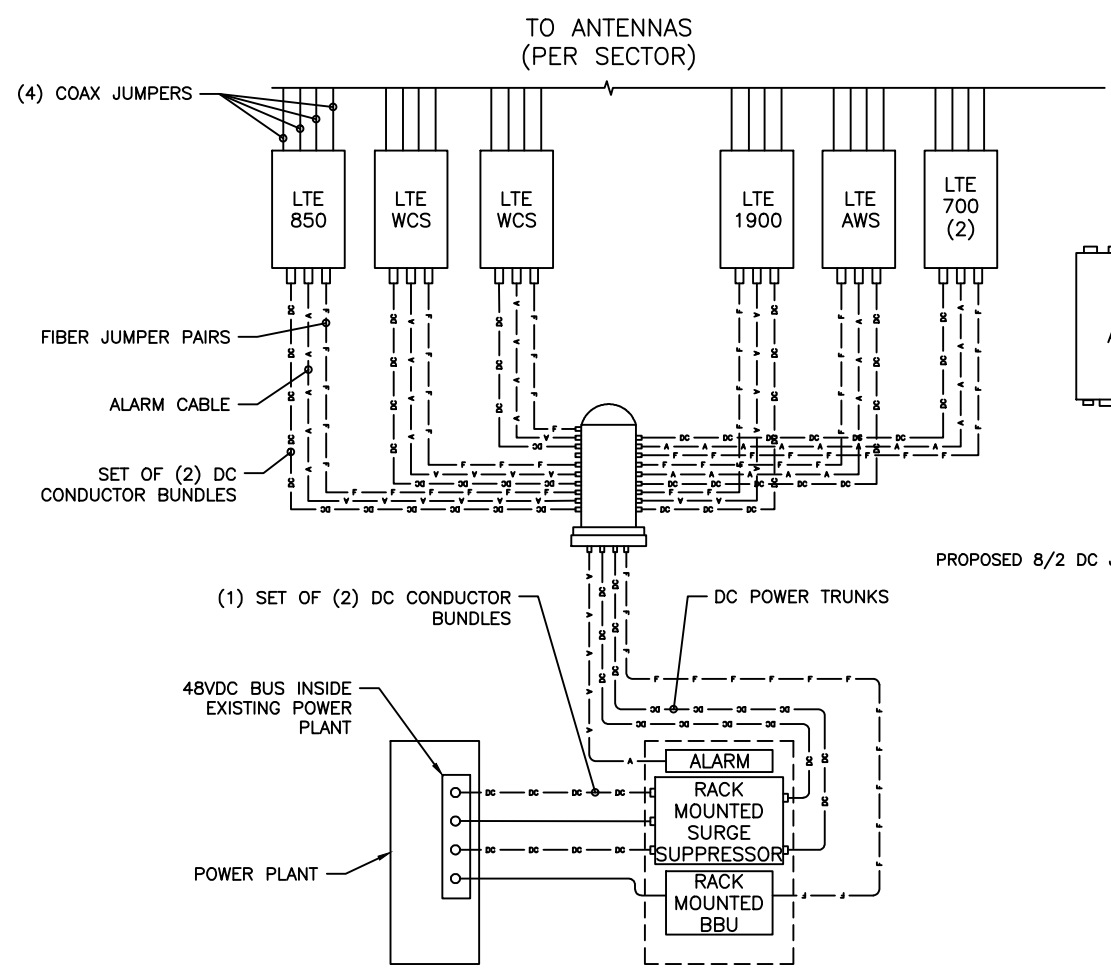 TO ANTENNAS
(PER SECTOR)
(4) COAX JUMPERS
LTE
850
LTE
WCS
LTE
WCS
LTE
1900
LTE
AWS
LTE
700
(2)
FIBER JUMPER PAIRS
ALARM CABLE
SET OF (2) DC
CONDUCTOR BUNDLES
PROPOSED 8/2 DC
(1) SET OF (2) DC CONDUCTOR
BUNDLES
DC POWER TRUNKS
48VDC BUS INSIDE
EXISTING POWER
PLANT
POWER PLANT
ALARM
RACK
MOUNTED
SURGE
SUPPRESSOR
RACK
MOUNTED
BBU